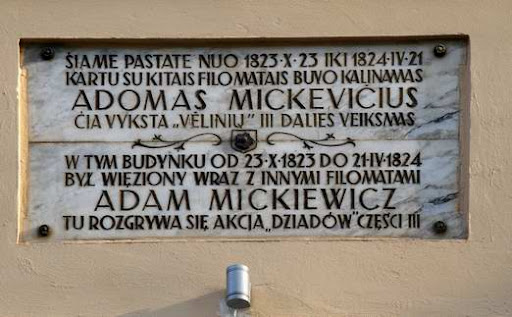 ŠIAME PASTATE NUO 1823·X·23 IKI 1824·IV·21
KARTU SU KITAIS FILOMATAIS BUVO KALINAMAS
ADOMAS MICKEVIČIUS
ČIA VYKSTA „VĖLINIŲ” III DALIES VEIKSMAS
W TYM BUDYNKU OD 23·X·1823 DO 21·IV·1824
BYŁ WIĘZIONY WRAZ Z INNYMI FILOMATAMI
ADAM MICKIEWICZ
TU ROZGRYWA SIĘ AKCJA „DZIADÓW” CZĘŚCI III